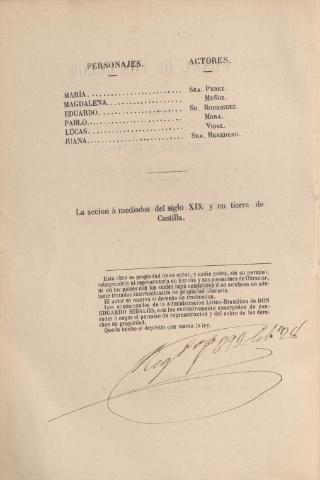 PERSONAJES. ACTORES.
MARÍA. SRA. PEREZ.
MAGDALENA. MUÑOZ.
EDUARDO. SR. RODRIGUEZ.
PABLO. MORA.
LUCAS. VIDAL.
JUANA. SRA. HEREDERO.
La accion á mediados del siglo XIX y en tierra de
Castilla.
Esta obra es propiedad de su autor, y nadie podrá, sin su permiso,
reimprimirla ni representarla en España y sus posesiones de Ultramar,
ni en los países con los cuales haya celebrados ó se celebren en ade-
lante tratados internacionales de propiedad literaria.
El autor se reserva el derecho de traduccion.
Los comisionados de la Administracion Lírico-Dramática de DON
EDUARDO HIDALGO, son los exclusivamente encargados de con-
ceder ó negar el permiso de representacion y del cobro de los dere-
chos de propiedad.
Queda hecho el depósito que marca la ley.